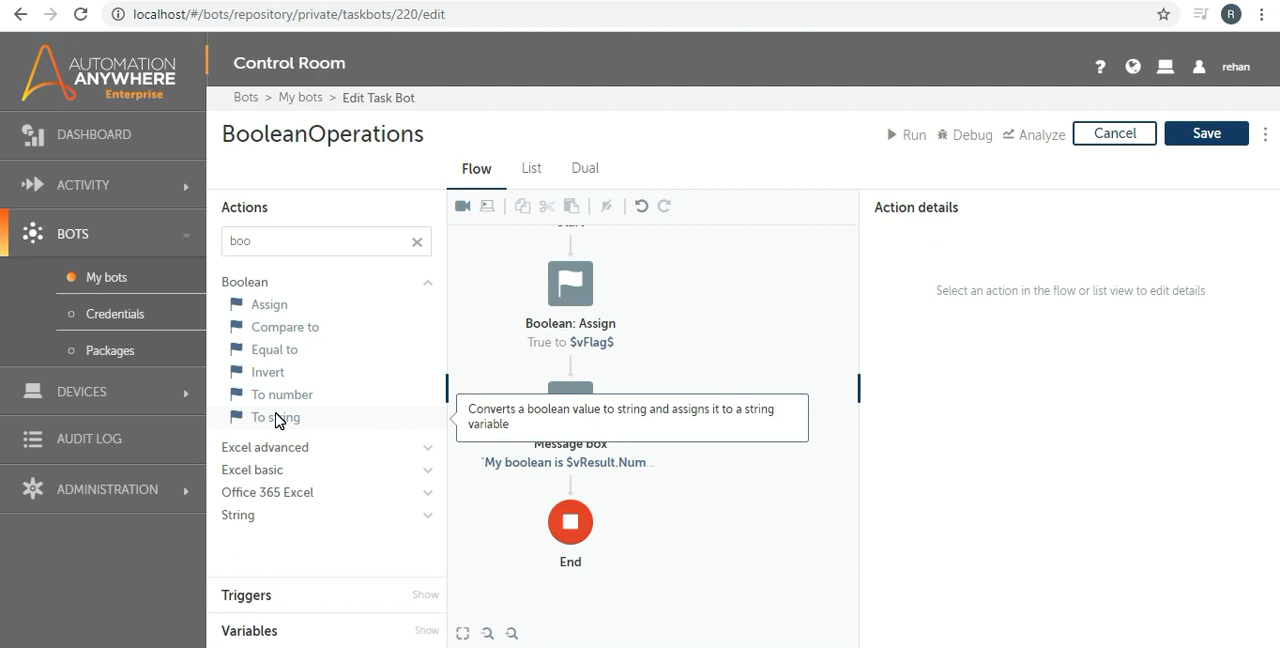 localhost/#/bots/repository/private/taskbots/220/edit
R
AUTOMATION
ANYWHERE
Enterprise
Control Room
? rehan
Bots > My bots > Edit Task Bot
BooleanOperations
Run Debug Analyze Cancel Save
Flow List Dual
DASHBOARD
ACTIVITY
BOTS
My bots
Credentials
Packages
DEVICES
AUDIT LOG
ADMINISTRATION
Actions
boo
Boolean
Assign
Compare to
Equal to
Invert
To number
To string
Excel advanced
Excel basic
Office 365 Excel
String
Triggers Show
Variables Show
Start
Boolean: Assign
True to $vFlag$
Converts a boolean value to string and assigns it to a string
variable
Message box
"My boolean is $vResult.Num...
End
Action details
Select an action in the flow or list view to edit details